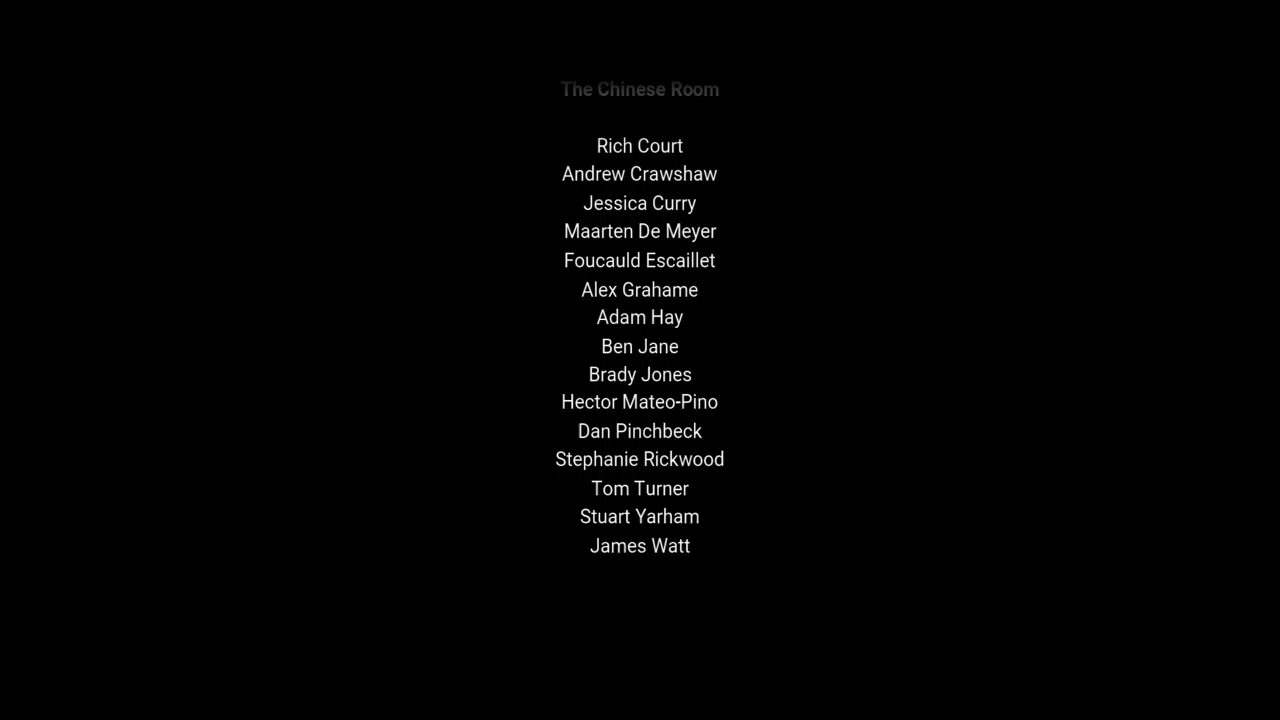 The Chinese Room
Rich Court
Andrew Crawshaw
Jessica Curry
Maarten De Meyer
Foucauld Escaillet
Alex Grahame
Adam Hay
Ben Jane
Brady Jones
Hector Mateo-Pino
Dan Pinchbeck
Stephanie Rickwood
Tom Turner
Stuart Yarham
James Watt